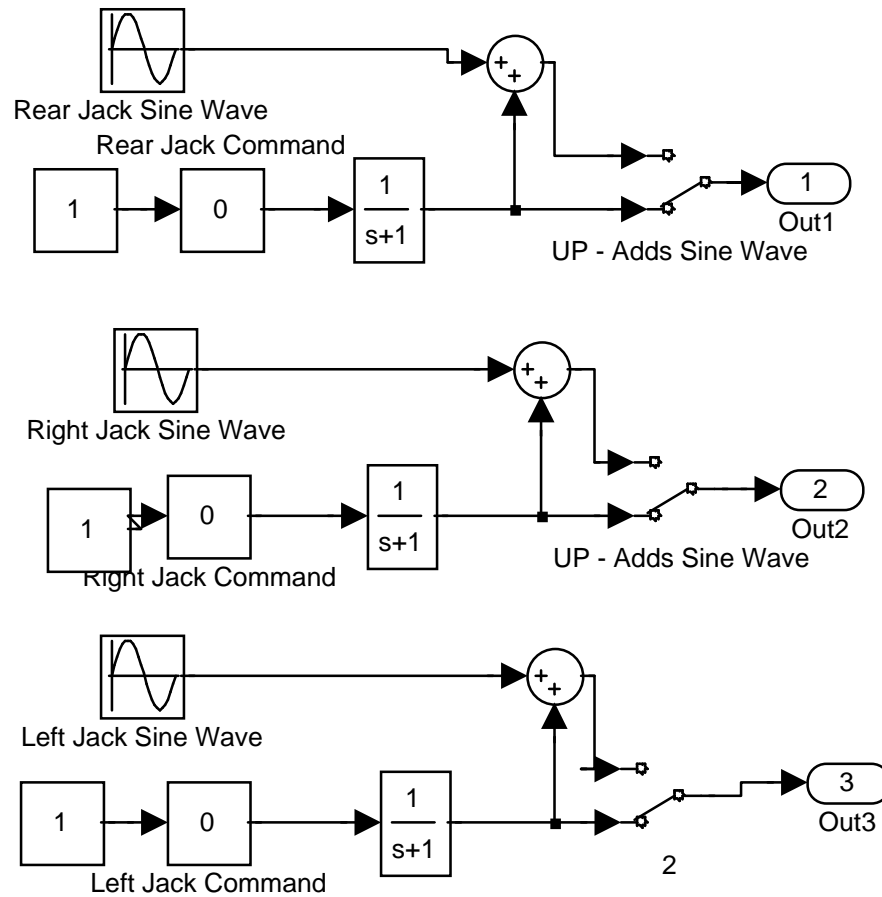 Rear Jack Sine Wave
Rear Jack Command
1
0
1
s+1
+
+
1
Out1
UP - Adds Sine Wave
Right Jack Sine Wave
1
0
1
s+1
+
+
2
Out2
Right Jack Command
UP - Adds Sine Wave
Left Jack Sine Wave
1
0
1
s+1
+
+
3
Out3
2
Left Jack Command